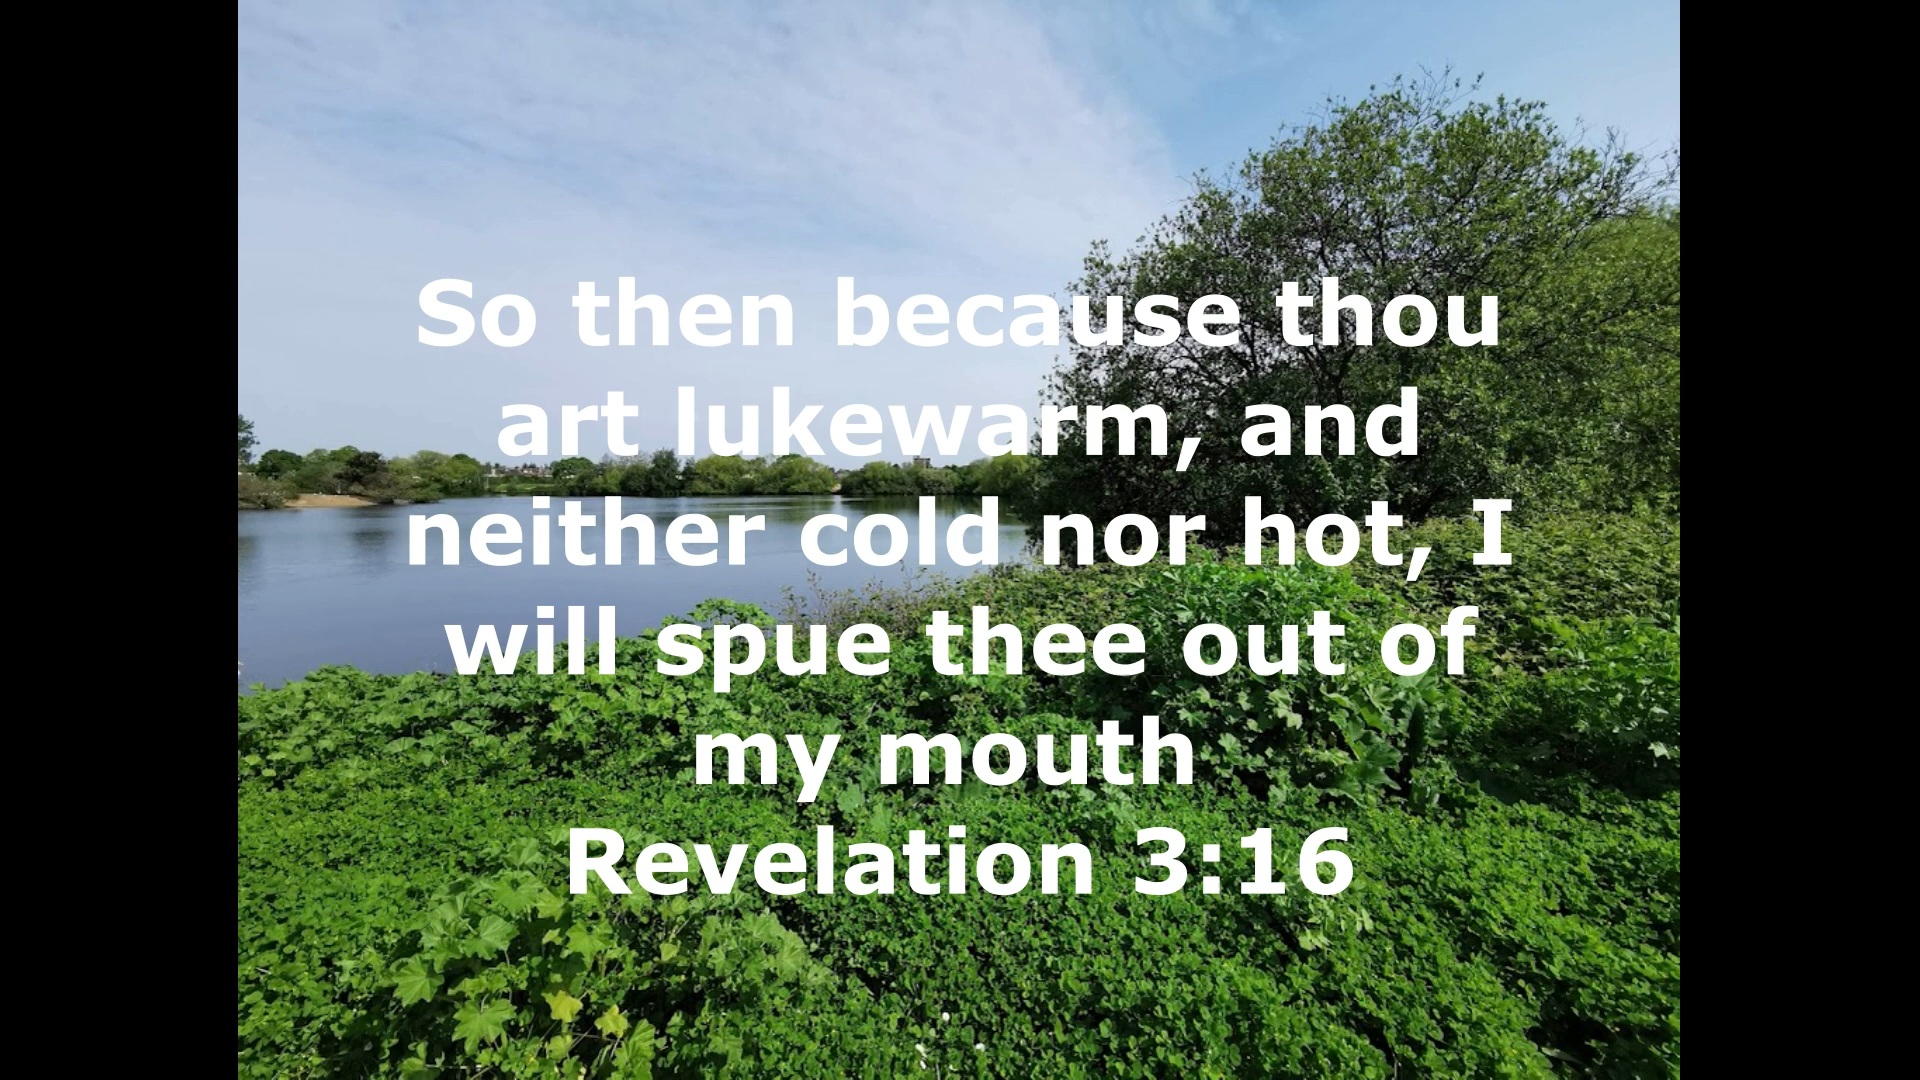 So then because thou
art lukewarm, and
neither cold nor hot, I
will spue thee out of
my mouth
Revelation 3:16